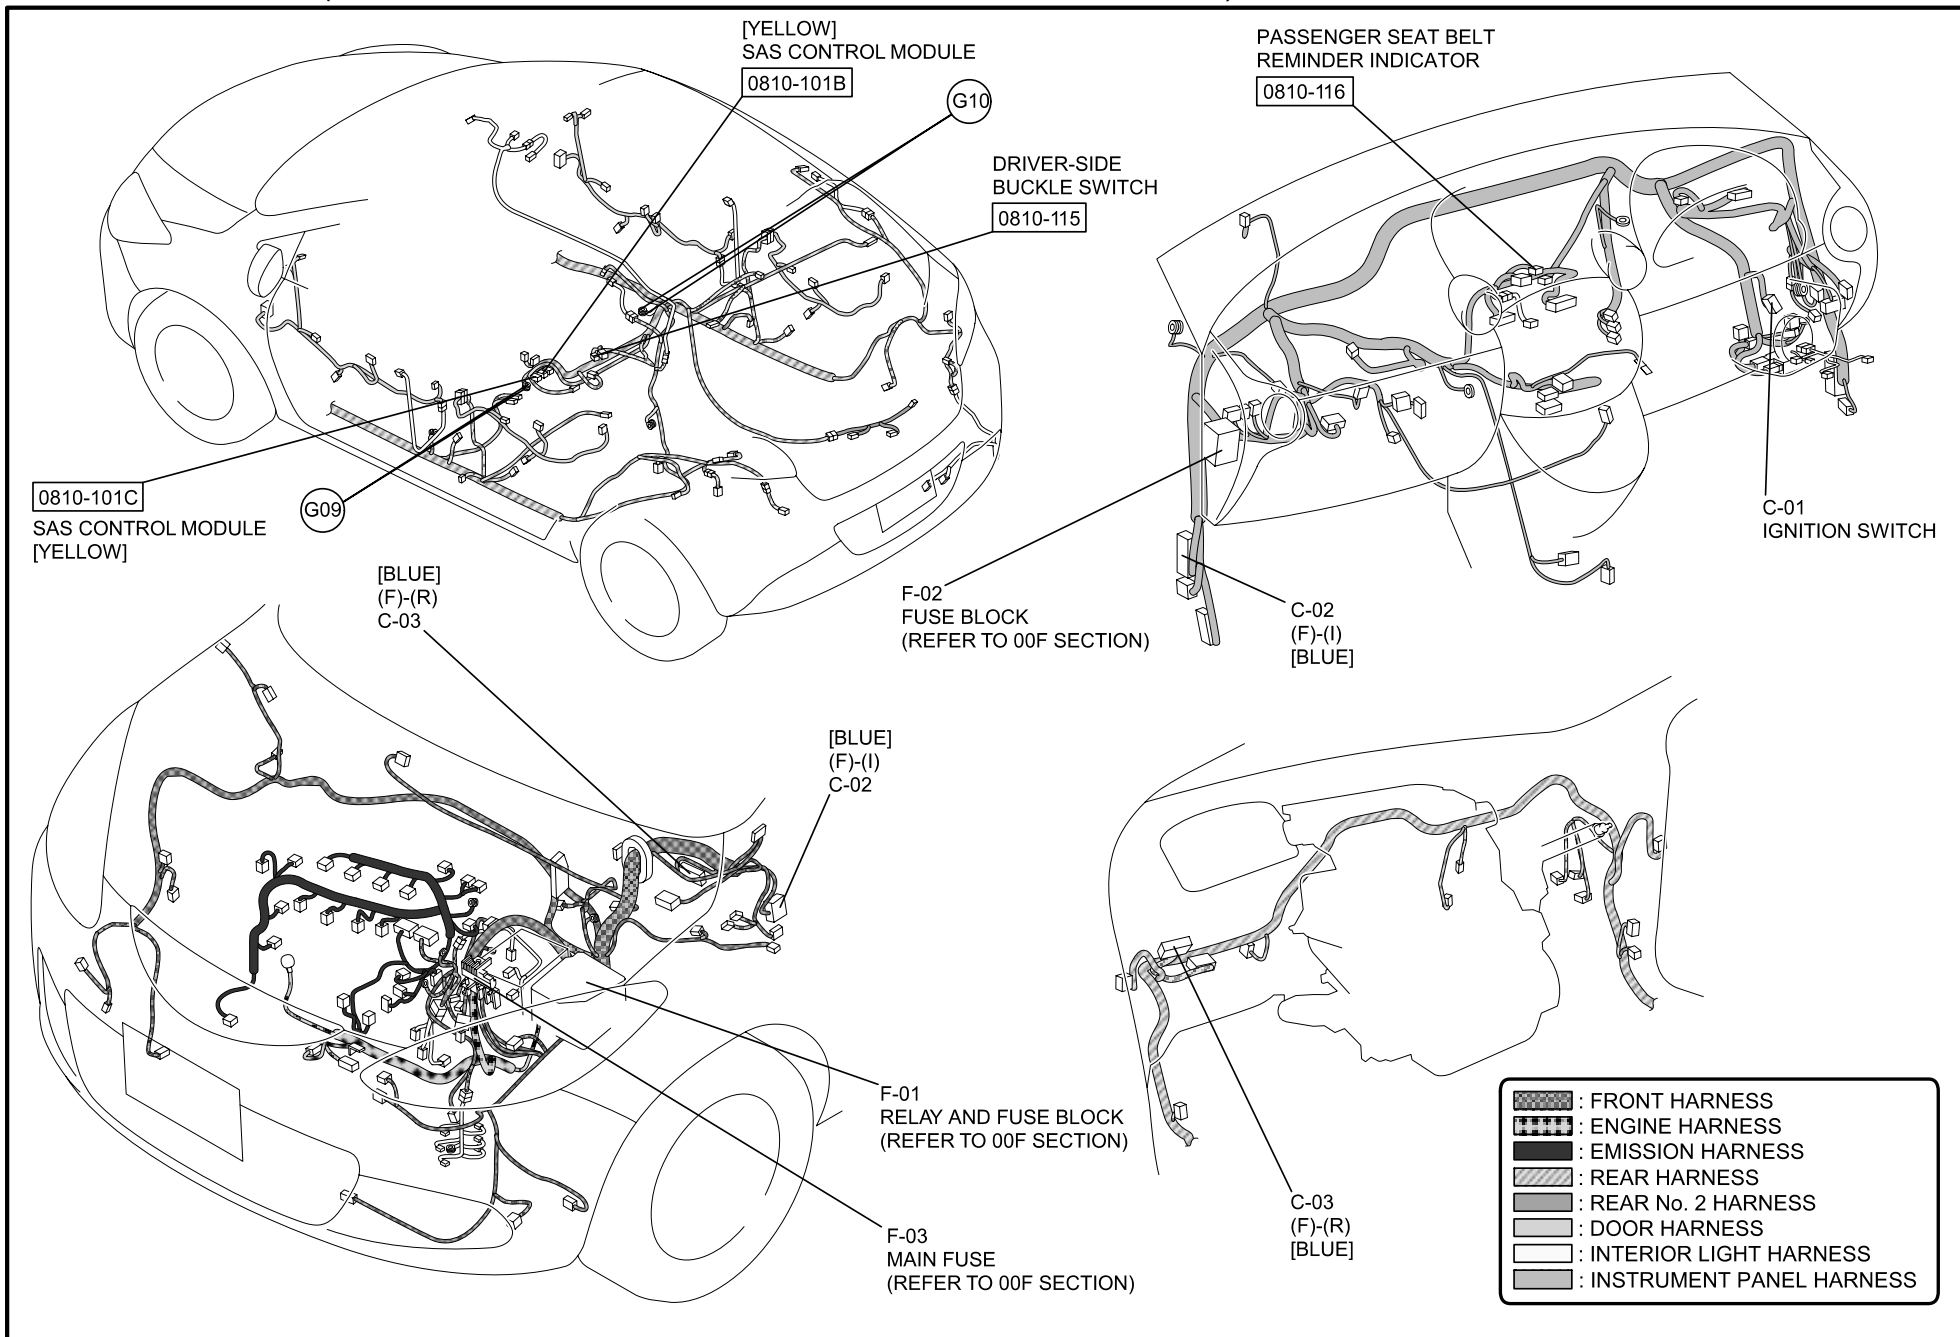 [YELLOW]
SAS CONTROL MODULE
0810-101B
G10
DRIVER-SIDE
BUCKLE SWITCH
0810-115
PASSENGER SEAT BELT
REMINDER INDICATOR
0810-116
0810-101C
SAS CONTROL MODULE
[YELLOW]
G09
C-01
IGNITION SWITCH
F-02
FUSE BLOCK
(REFER TO 00F SECTION)
C-02
(F)-(I)
[BLUE]
[BLUE]
(F)-(R)
C-03
[BLUE]
(F)-(I)
C-02
F-01
RELAY AND FUSE BLOCK
(REFER TO 00F SECTION)
F-03
MAIN FUSE
(REFER TO 00F SECTION)
C-03
(F)-(R)
[BLUE]
: FRONT HARNESS
: ENGINE HARNESS
: EMISSION HARNESS
: REAR HARNESS
: REAR No. 2 HARNESS
: DOOR HARNESS
: INTERIOR LIGHT HARNESS
: INSTRUMENT PANEL HARNESS